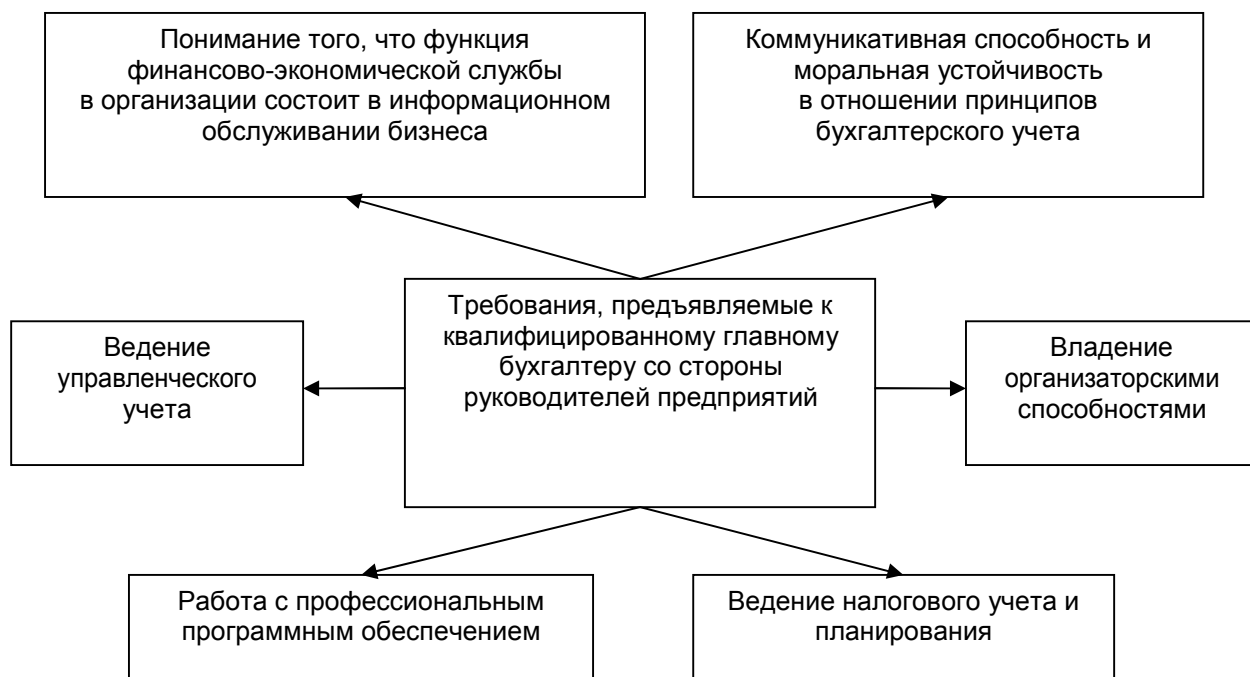 Понимание того, что функция
финансово-экономической службы
в организации состоит в информационном
обслуживании бизнеса
Коммуникативная способность и
моральная устойчивость
в отношении принципов
бухгалтерского учета
Требования, предъявляемые к
квалифицированному главному
бухгалтеру со стороны
руководителей предприятий
Ведение
управленческого
учета
Владение
организаторскими
способностями
Работа с профессиональным
программным обеспечением
Ведение налогового учета и
планирования